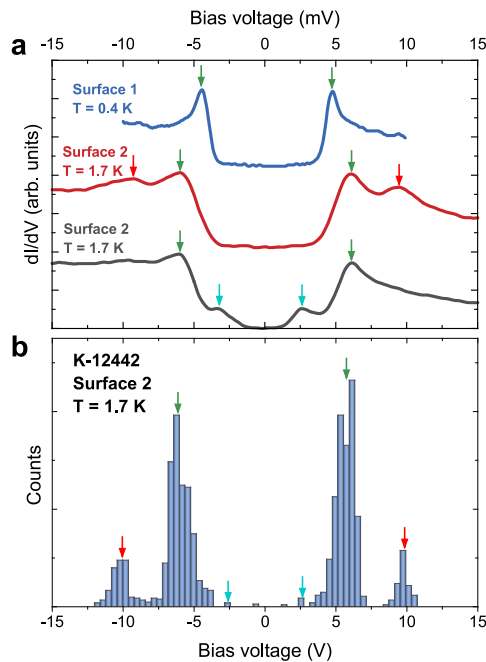 Bias voltage (mV)
-15 -10 -5 0 5 10 15
a
Surface 1
T = 0.4 K
Surface 2
T = 1.7 K
Surface 2
T = 1.7 K
dI/dV (arb. units)
b
K-12442
Surface 2
T = 1.7 K
Counts
-15 -10 -5 0 5 10 15
Bias voltage (V)